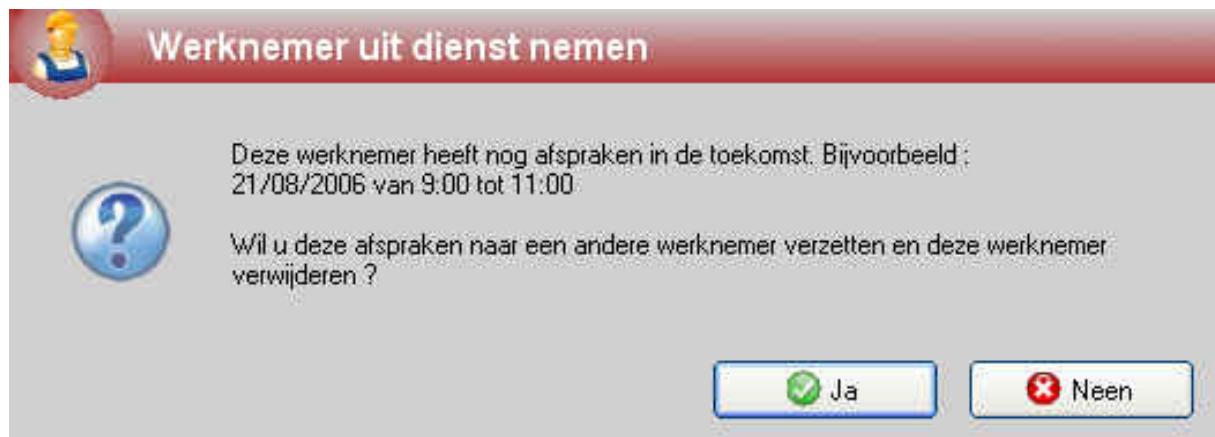 Werknemer uit dienst nemen
Deze werknemer heeft nog afspraken in de toekomst. Bijvoorbeeld :
21/08/2006 van 9:00 tot 11:00
Wil u deze afspraken naar een andere werknemer verzetten en deze werknemer
verwijderen ?
Ja
Neen